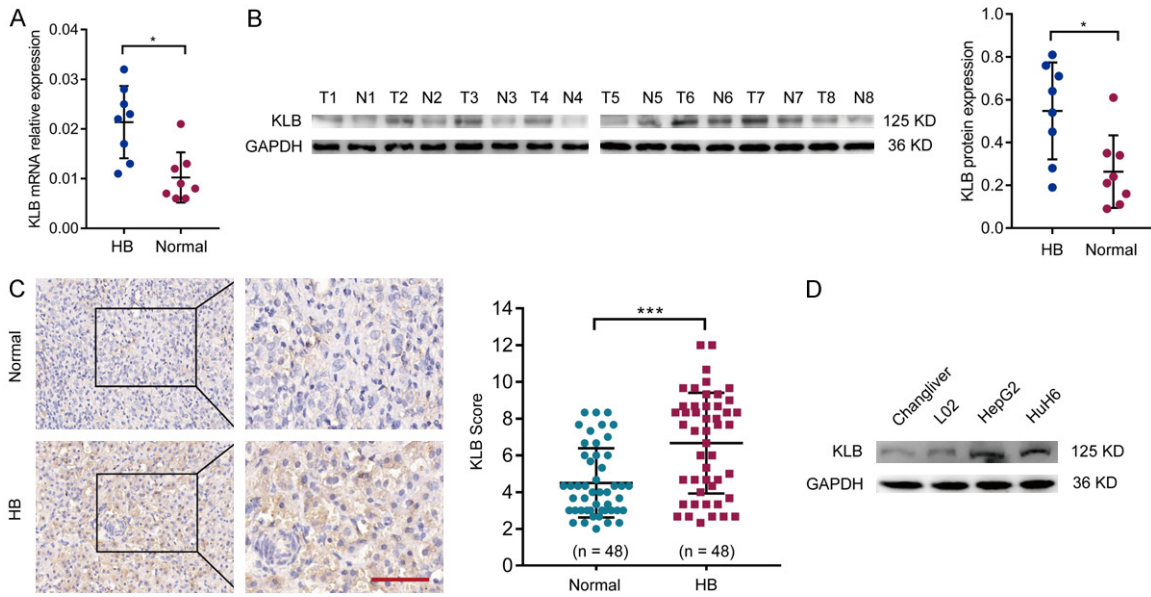 A
KLB mRNA relative expression
0.04
0.03
0.02
0.01
0.00
*
HB Normal
B
T1 N1 T2 N2 T3 N3 T4 N4 T5 N5 T6 N6 T7 N7 T8 N8
KLB 125 KD
GAPDH 36 KD
KLB protein expression
1.0
0.8
0.6
0.4
0.2
0.0
*
HB Normal
C
Normal
HB
KLB Score
14
12
10
8
6
4
2
0
***
(n = 48) (n = 48)
Normal HB
D
Changliver L02 HepG2 HuH6
KLB 125 KD
GAPDH 36 KD